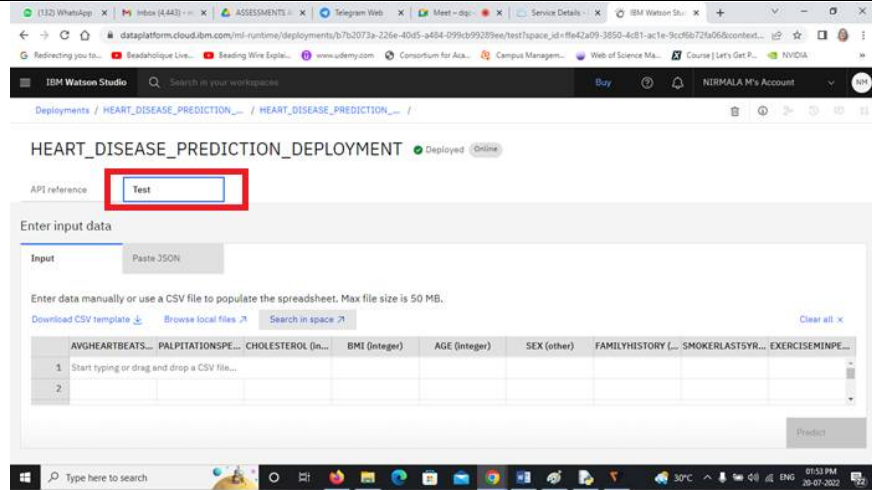 (132) WhatsApp
Inbox (4,443) -
ASSESSMENTS
Telegram Web
Meet – dqc-
Service Details -
IBM Watson Stu
dataplatform.cloud.ibm.com/ml-runtime/deployments/b7b2073a-226e-40d5-a484-099cb99289ee/test?space_id=ffe42a09-3850-4c81-ac1e-9ccf6b72fa06&context...
Redirecting you to...
Beadaholique Live...
Beading Wire Explai...
www.udemy.com
Consortium for Aca...
Campus Managem...
Web of Science Ma...
Course | Let's Get P...
NVIDIA
IBM Watson Studio
Search in your workspaces
Buy
NIRMALA M's Account
NM
Deployments / HEART_DISEASE_PREDICTION_... / HEART_DISEASE_PREDICTION_... /
HEART_DISEASE_PREDICTION_DEPLOYMENT
Deployed
Online
API reference
Test
Enter input data
Input
Paste JSON
Enter data manually or use a CSV file to populate the spreadsheet. Max file size is 50 MB.
Download CSV template
Browse local files
Search in space
Clear all ×
AVGHEARTBEATS... PALPITATIONSPE... CHOLESTEROL (in... BMI (integer) AGE (integer) SEX (other) FAMILYHISTORY (... SMOKERLAST5YR... EXERCISEMINPE...
1 Start typing or drag and drop a CSV file...
2
Predict
Type here to search
30°C
ENG
01:53 PM
20-07-2022